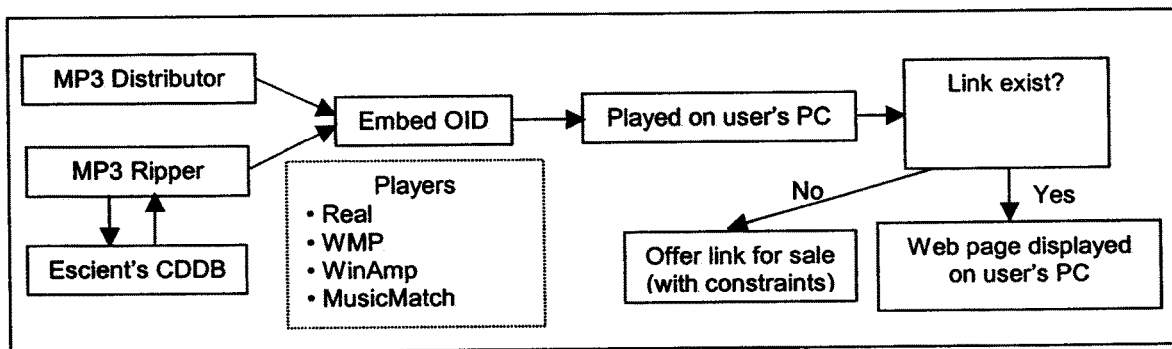 MP3 Distributor
MP3 Ripper
Escient's CDDB
Embed OID
Players
• Real
• WMP
• WinAmp
• MusicMatch
Played on user's PC
Link exist?
No
Yes
Offer link for sale
(with constraints)
Web page displayed
on user's PC